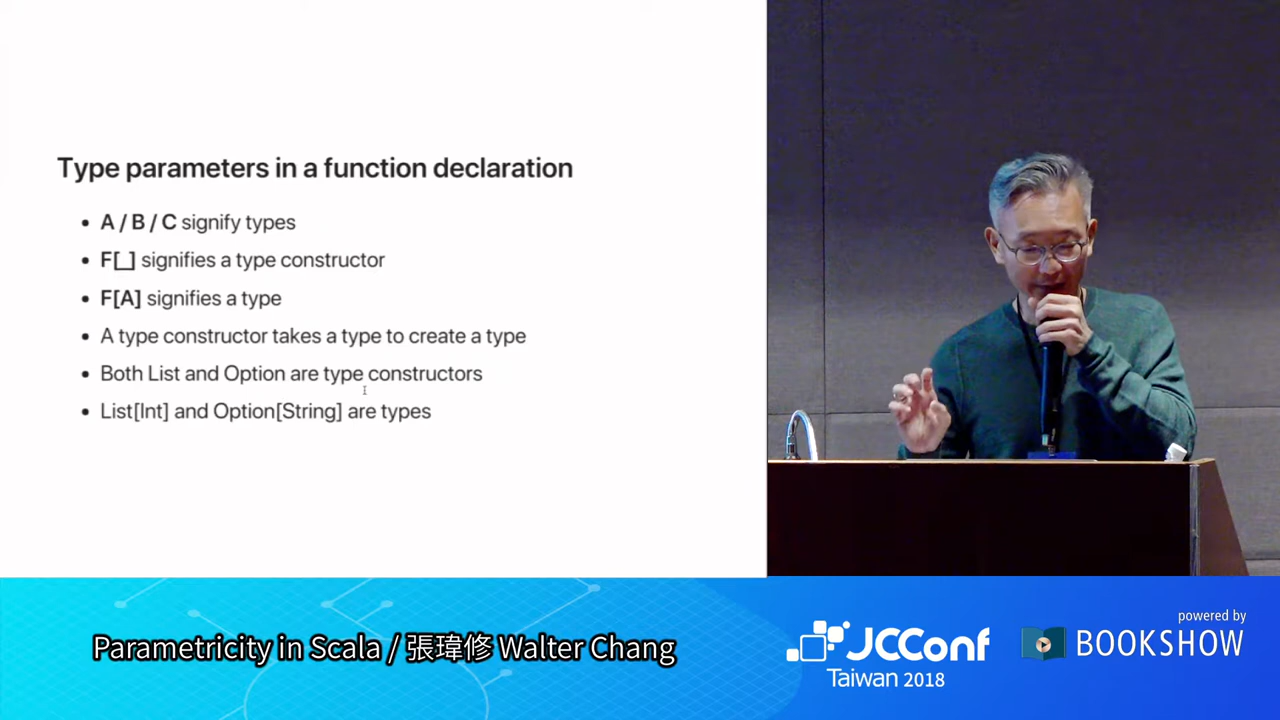 Type parameters in a function declaration
A / B / C signify types
F[_] signifies a type constructor
F[A] signifies a type
A type constructor takes a type to create a type
Both List and Option are type constructors
List[Int] and Option[String] are types
Parametricity in Scala / 張瑋修 Walter Chang
JCConf
Taiwan 2018
powered by
BOOKSHOW